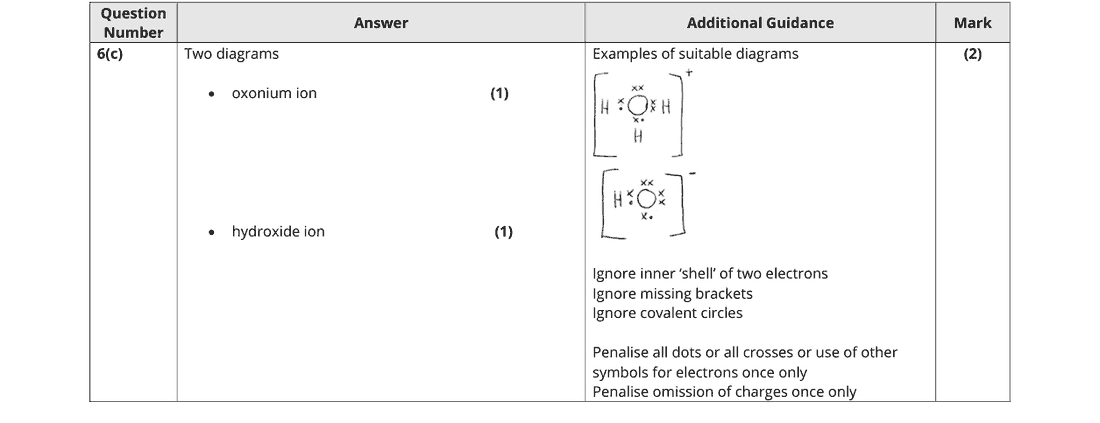 Question Number
Answer
Additional Guidance
Mark
6(c)
Two diagrams
Examples of suitable diagrams
(2)
• oxonium ion (1)
[H O H H]+
• hydroxide ion (1)
[H O]-
Ignore inner ‘shell’ of two electrons
Ignore missing brackets
Ignore covalent circles
Penalise all dots or all crosses or use of other
symbols for electrons once only
Penalise omission of charges once only